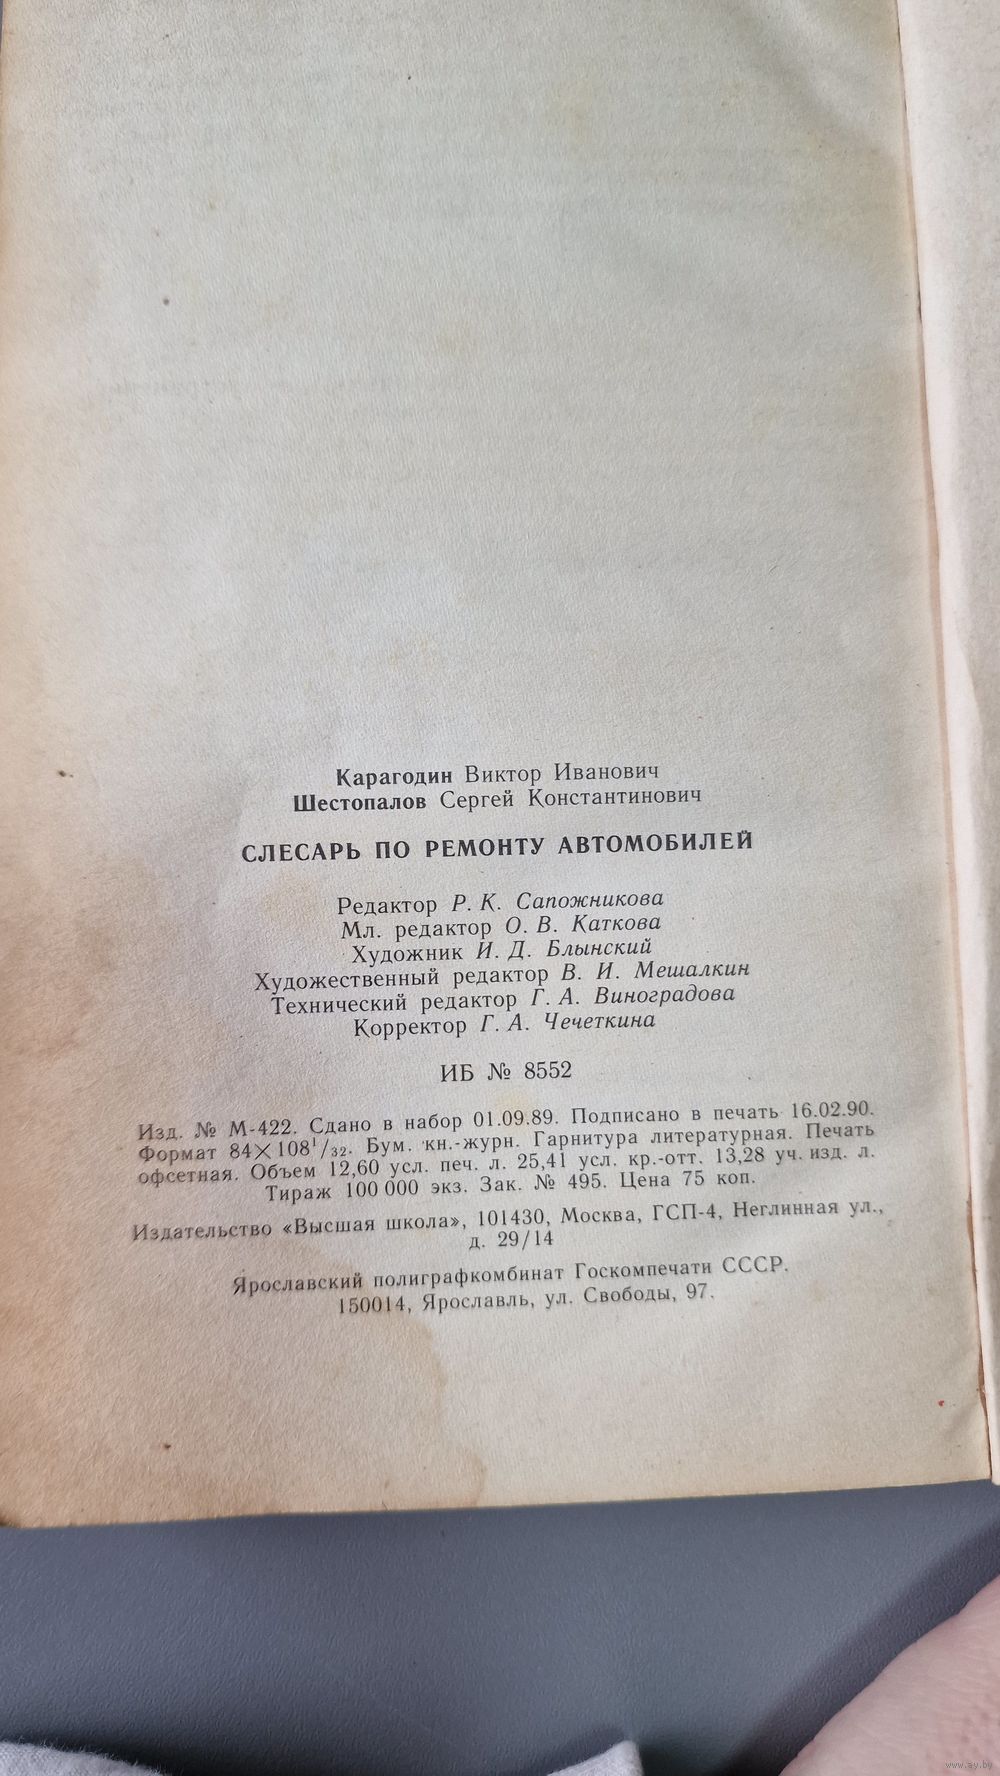 Карагодин Виктор Иванович
Шестопалов Сергей Константинович
СЛЕСАРЬ ПО РЕМОНТУ АВТОМОБИЛЕЙ
Редактор Р. К. Сапожникова
Мл. редактор О. В. Каткова
Художник И. Д. Блынский
Художественный редактор В. И. Мешалкин
Технический редактор Г. А. Виноградова
Корректор Г. А. Чечеткина
ИБ № 8552
Изд. № М-422. Сдано в набор 01.09.89. Подписано в печать 16.02.90.
Формат 84×108¹/₃₂. Бум. кн.-журн. Гарнитура литературная. Печать
офсетная. Объем 12,60 усл. печ. л. 25,41 усл. кр.-отт. 13,28 уч. изд. л.
Тираж 100 000 экз. Зак. № 495. Цена 75 коп.
Издательство «Высшая школа», 101430, Москва, ГСП-4, Неглинная ул.,
д. 29/14
Ярославский полиграфкомбинат Госкомпечати СССР.
150014, Ярославль, ул. Свободы, 97.
www.ay.by